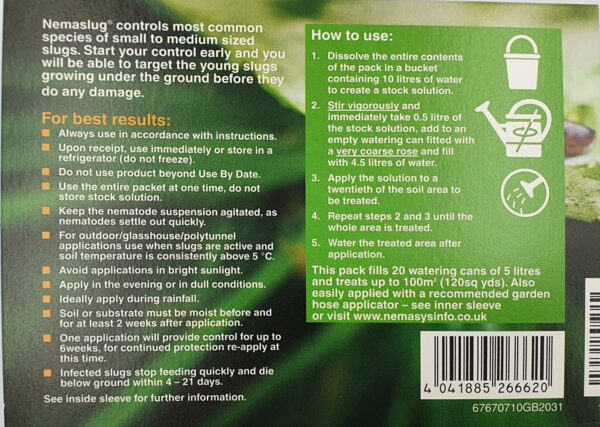 Nemaslug® controls most common
species of small to medium sized
slugs. Start your control early and you
will be able to target the young slugs
growing under the ground before they
do any damage.
For best results:
Always use in accordance with instructions.
Upon receipt, use immediately or store in a
refrigerator (do not freeze).
Do not use product beyond Use By Date.
Use the entire packet at one time, do not
store stock solution.
Keep the nematode suspension agitated, as
nematodes settle out quickly.
For outdoor/glasshouse/polytunnel
applications use when slugs are active and
soil temperature is consistently above 5 °C.
Avoid applications in bright sunlight.
Apply in the evening or in dull conditions.
Ideally apply during rainfall.
Soil or substrate must be moist before and
for at least 2 weeks after application.
One application will provide control for up to
6weeks, for continued protection re-apply at
this time.
Infected slugs stop feeding quickly and die
below ground within 4 – 21 days.
See inside sleeve for further information.
How to use:
1. Dissolve the entire contents
of the pack in a bucket
containing 10 litres of water
to create a stock solution.
2. Stir vigorously and
immediately take 0.5 litre of
the stock solution, add to an
empty watering can fitted with
a very coarse rose and fill
with 4.5 litres of water.
3. Apply the solution to a
twentieth of the soil area to
be treated.
4. Repeat steps 2 and 3 until the
whole area is treated.
5. Water the treated area after
application.
This pack fills 20 watering cans of 5 litres
and treats up to 100m² (120sq yds). Also
easily applied with a recommended garden
hose applicator – see inner sleeve
or visit www.nemasysinfo.co.uk
4 041885 266620
67670710GB2031